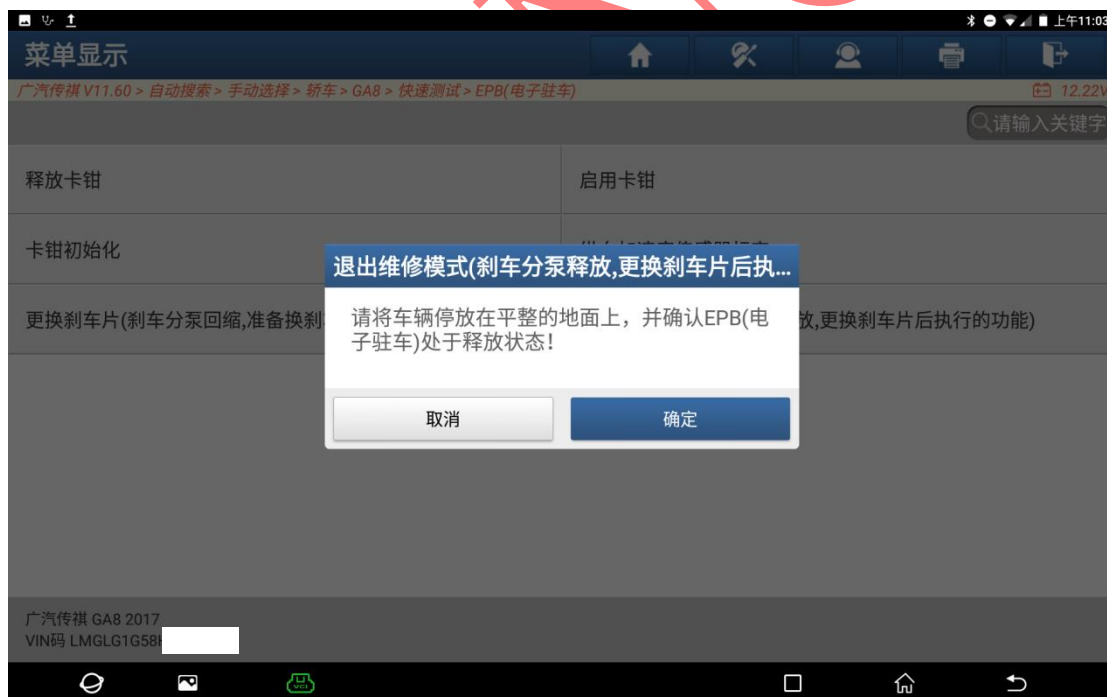 上午11:03
菜单显示
广汽传祺 V11.60 > 自动搜索 > 手动选择 > 轿车 > GA8 > 快速测试 > EPB(电子驻车)
12.22V
请输入关键字
释放卡钳
启用卡钳
卡钳初始化
退出维修模式(刹车分泵释放,更换刹车片后执...
请将车辆停放在平整的地面上，并确认EPB(电
子驻车)处于释放状态!
更换刹车片(刹车分泵回缩,准备换刹
放,更换刹车片后执行的功能)
取消
确定
广汽传祺 GA8 2017
VIN码 LMGLG1G58
VCI